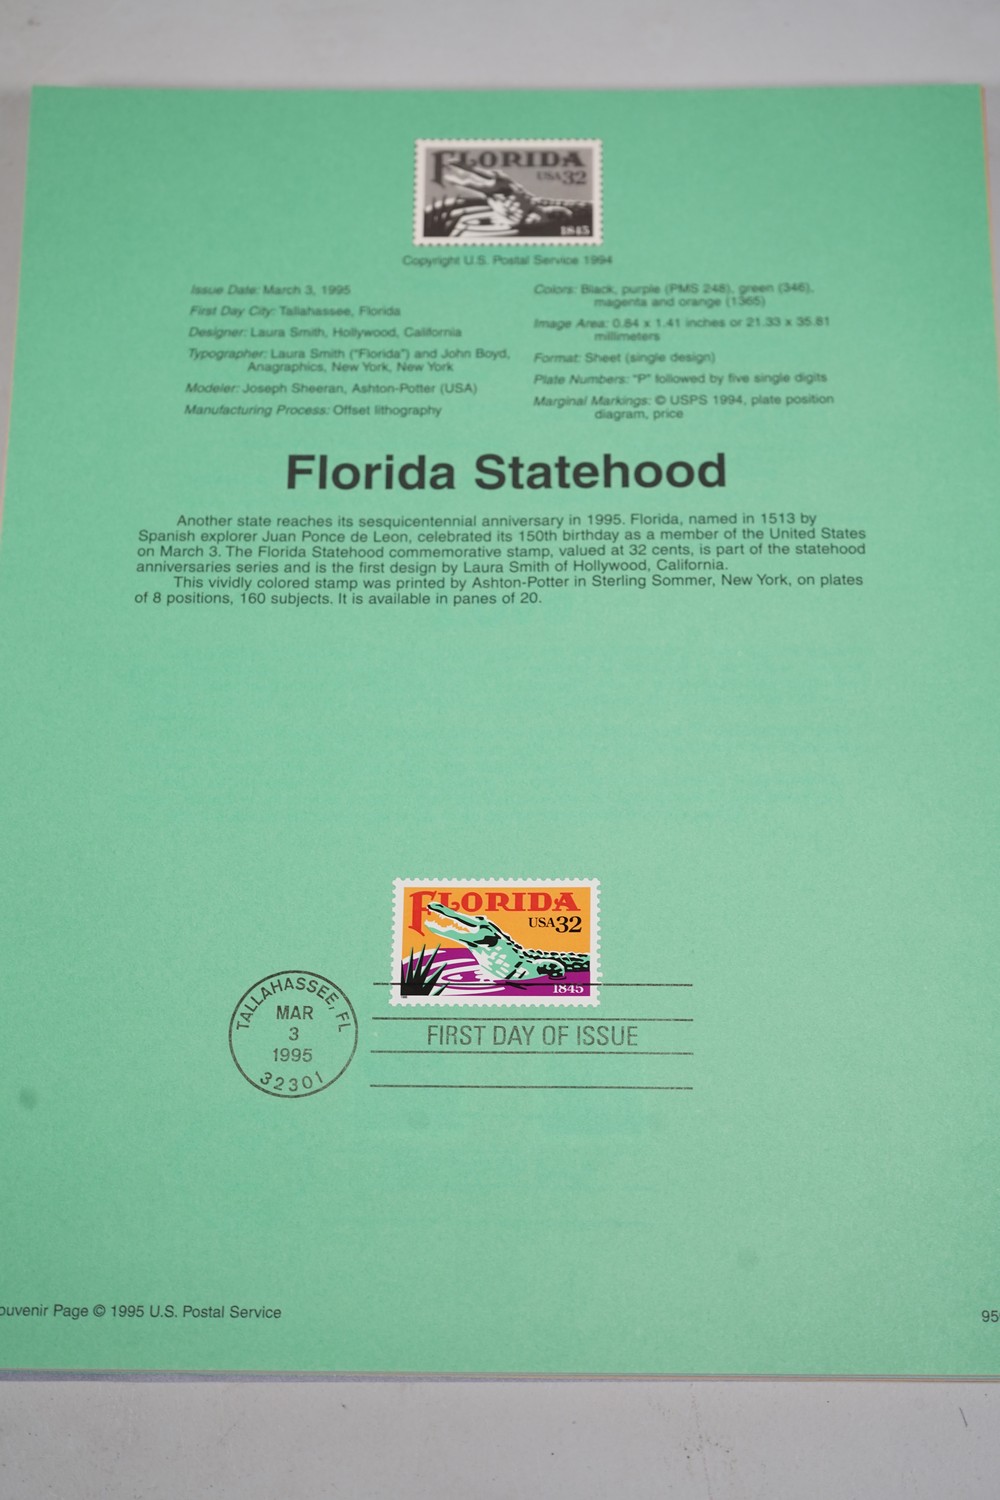 FLORIDA
USA 32
1845
Copyright U.S. Postal Service 1994
Issue Date: March 3, 1995
First Day City: Tallahassee, Florida
Designer: Laura Smith, Hollywood, California
Typographer: Laura Smith ("Florida") and John Boyd,
Anagraphics, New York, New York
Modeler: Joseph Sheeran, Ashton-Potter (USA)
Manufacturing Process: Offset lithography
Colors: Black, purple (PMS 248), green (346),
magenta and orange (1365)
Image Area: 0.84 x 1.41 inches or 21.33 x 35.81
millimeters
Format: Sheet (single design)
Plate Numbers: "P" followed by five single digits
Marginal Markings: © USPS 1994, plate position
diagram, price
Florida Statehood
Another state reaches its sesquicentennial anniversary in 1995. Florida, named in 1513 by
Spanish explorer Juan Ponce de Leon, celebrated its 150th birthday as a member of the United States
on March 3. The Florida Statehood commemorative stamp, valued at 32 cents, is part of the statehood
anniversaries series and is the first design by Laura Smith of Hollywood, California.
This vividly colored stamp was printed by Ashton-Potter in Sterling Sommer, New York, on plates
of 8 positions, 160 subjects. It is available in panes of 20.
FLORIDA
USA 32
1845
TALLAHASSEE, FL
MAR
3
1995
32301
FIRST DAY OF ISSUE
ouvenir Page © 1995 U.S. Postal Service
95